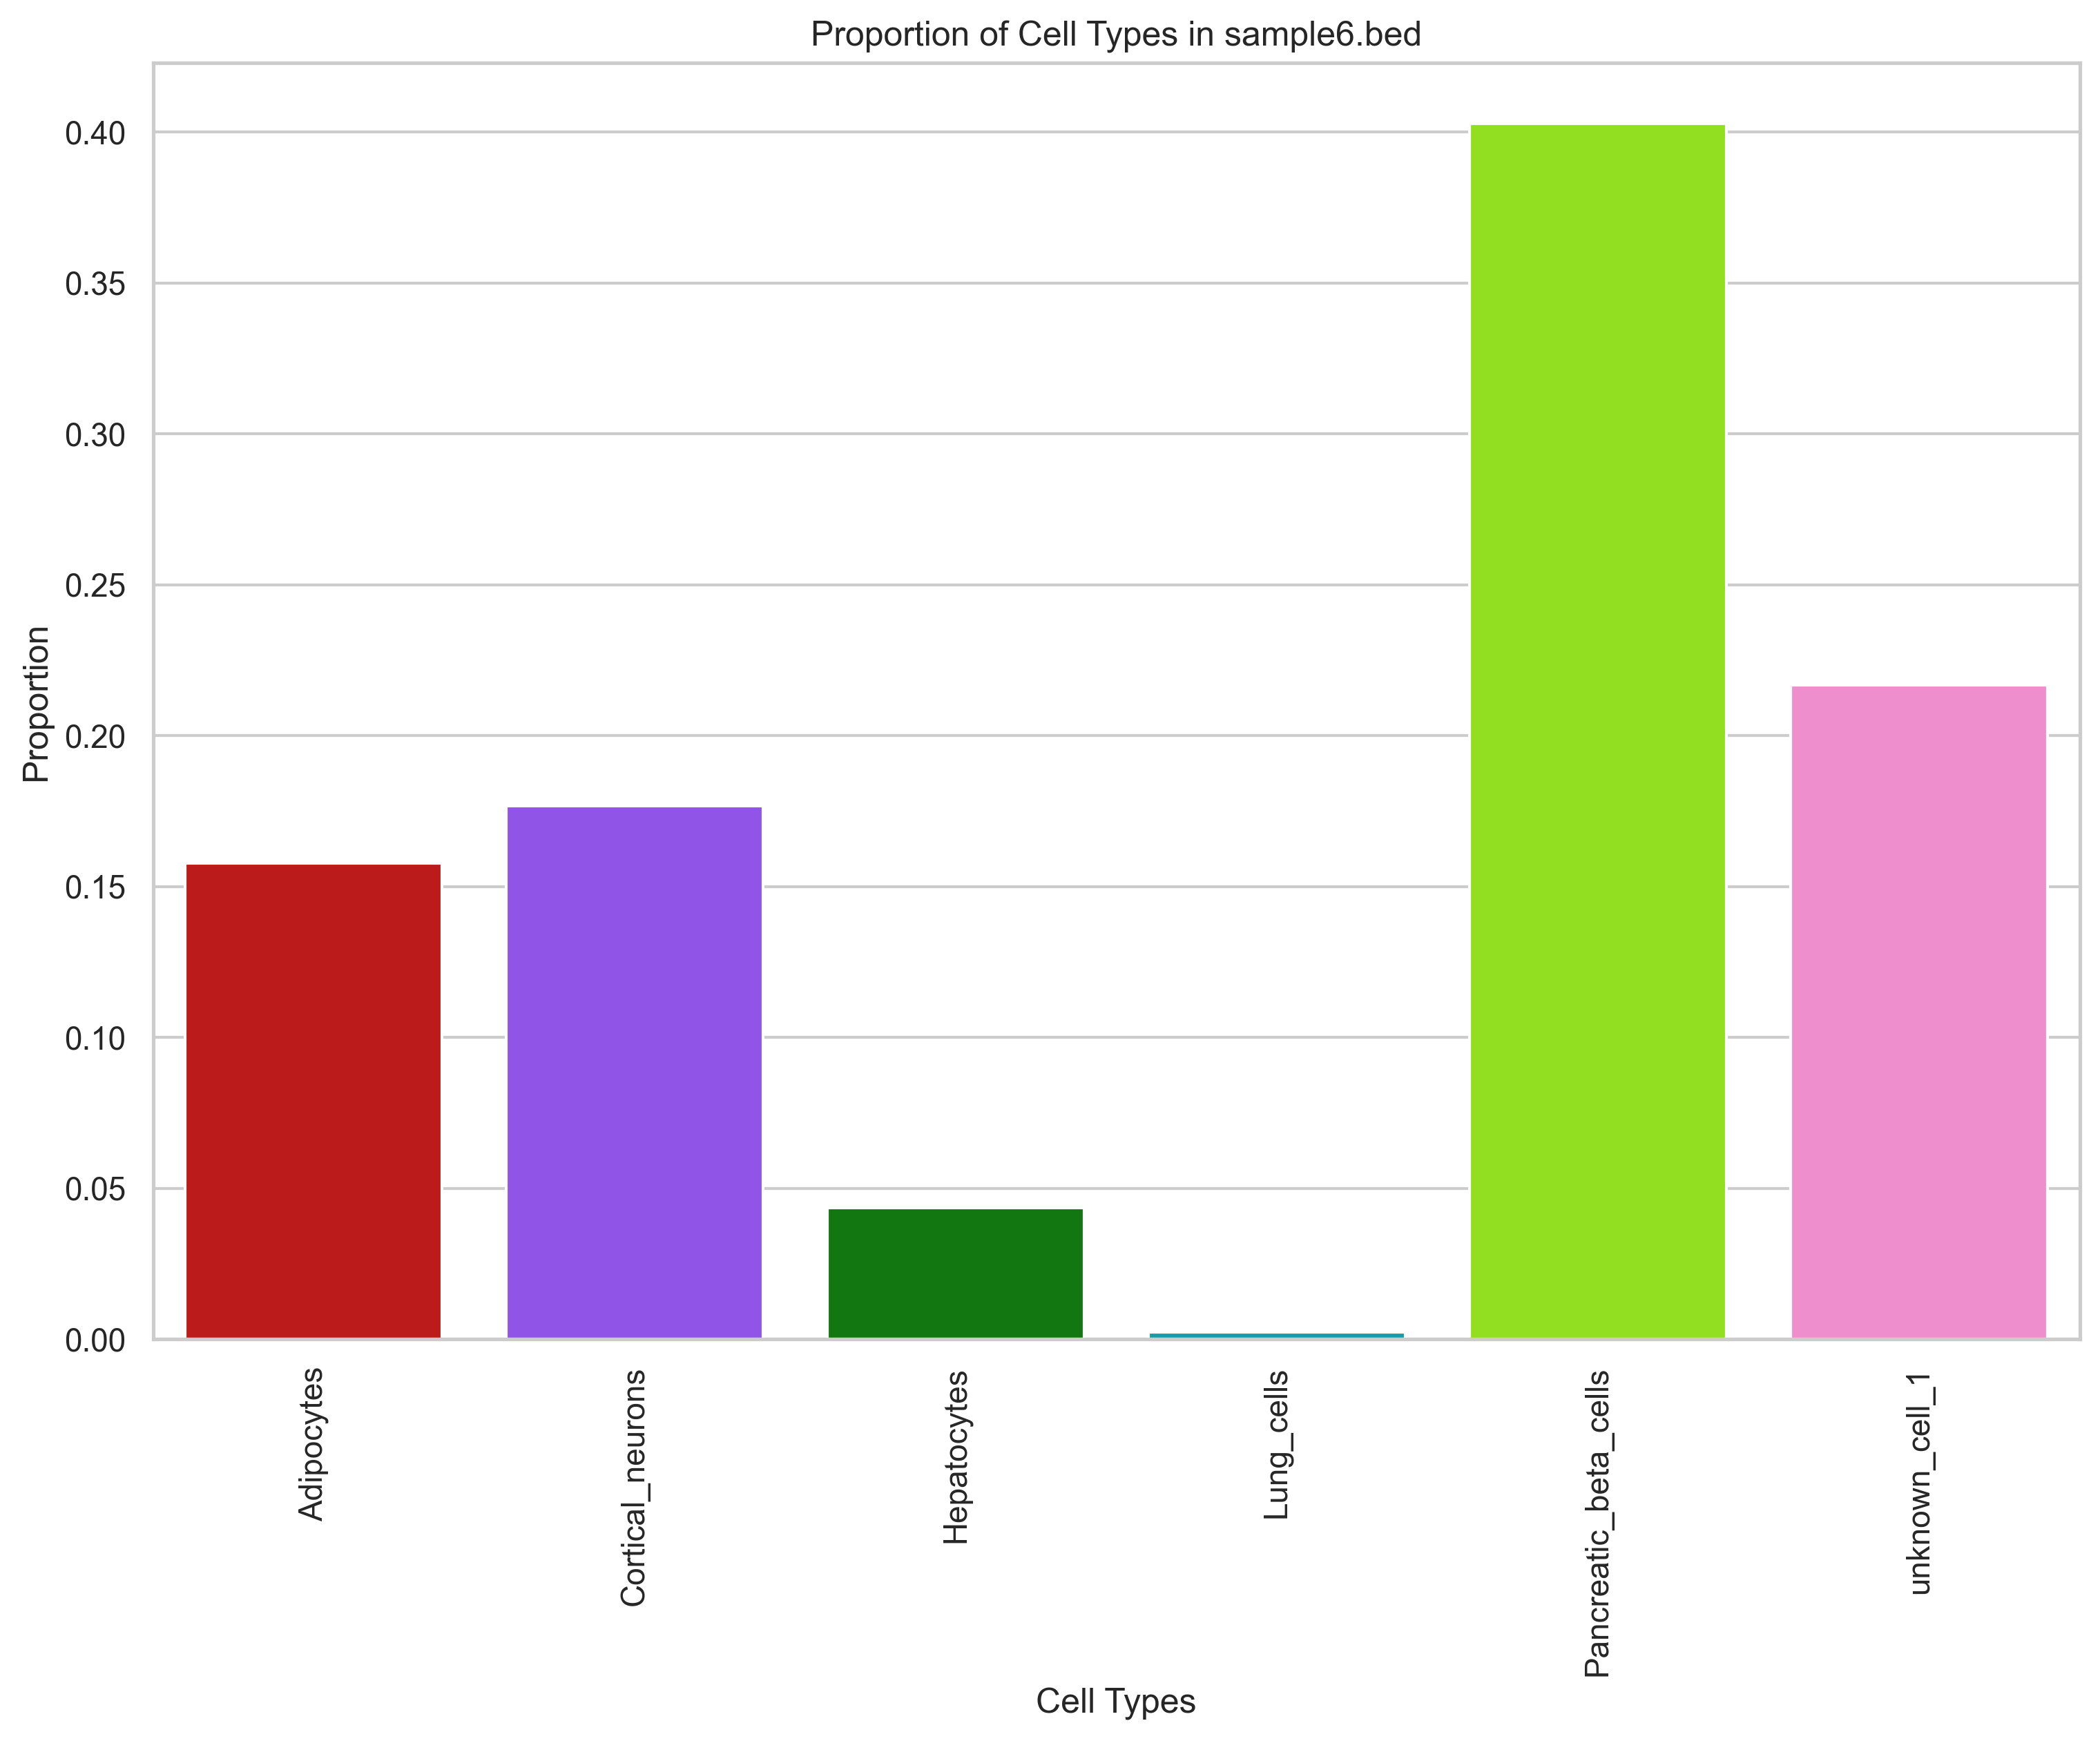 Proportion of Cell Types in sample6.bed
Proportion
0.40
0.35
0.30
0.25
0.20
0.15
0.10
0.05
0.00
Adipocytes
Cortical_neurons
Hepatocytes
Lung_cells
Pancreatic_beta_cells
unknown_cell_1
Cell Types